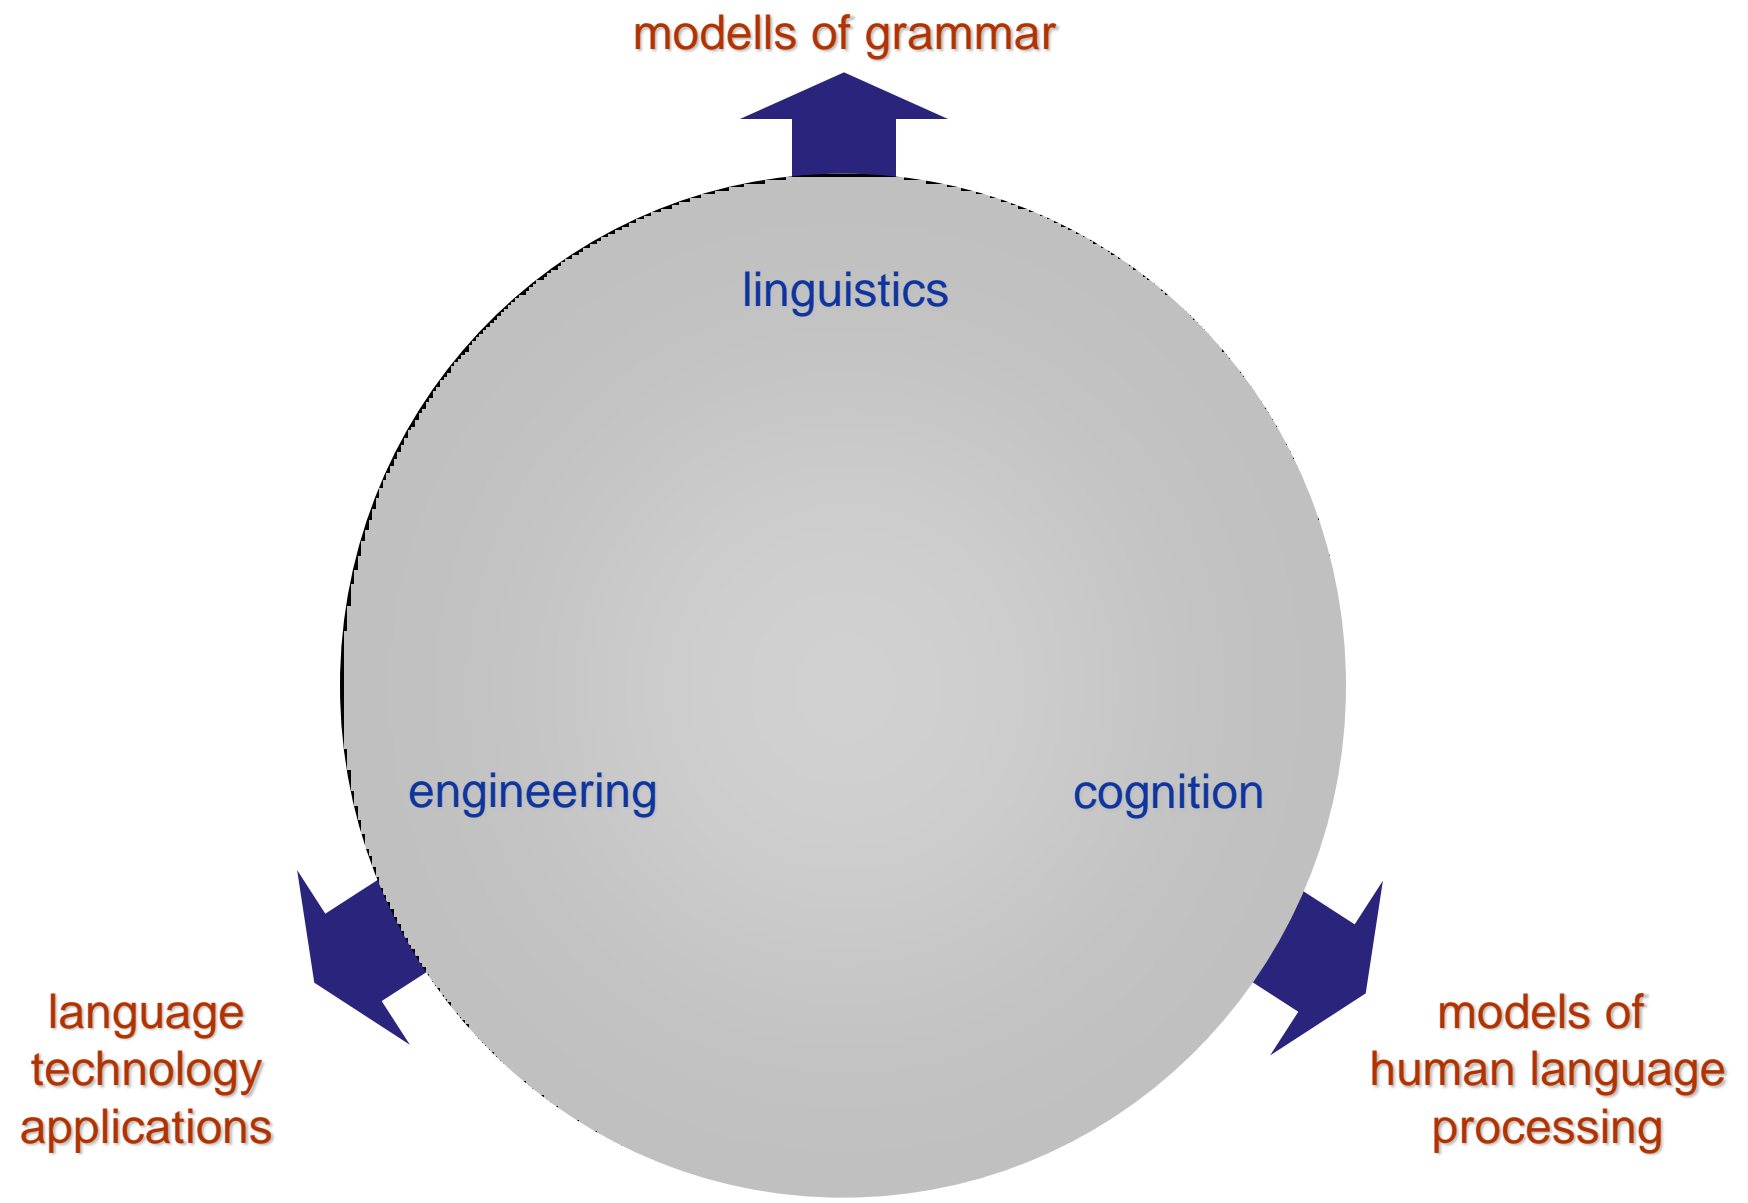 modells of grammar
linguistics
engineering
cognition
language
technology
applications
models of
human language
processing